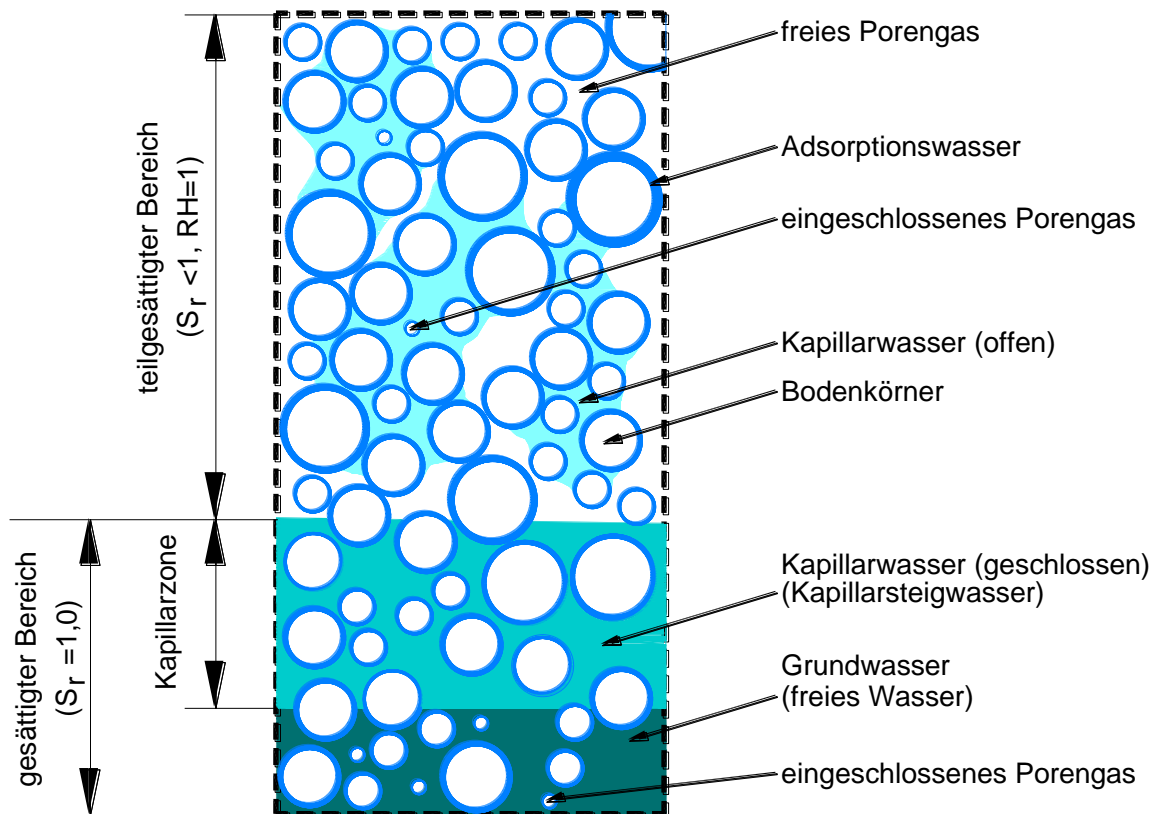 freies Porengas
Adsorptionswasser
eingeschlossenes Porengas
Kapillarwasser (offen)
Bodenkörner
Kapillarwasser (geschlossen)
(Kapillarsteigwasser)
Grundwasser
(freies Wasser)
eingeschlossenes Porengas
teilgesättigter Bereich
(Sr <1, RH=1)
Kapillarzone
gesättigter Bereich
(Sr =1,0)